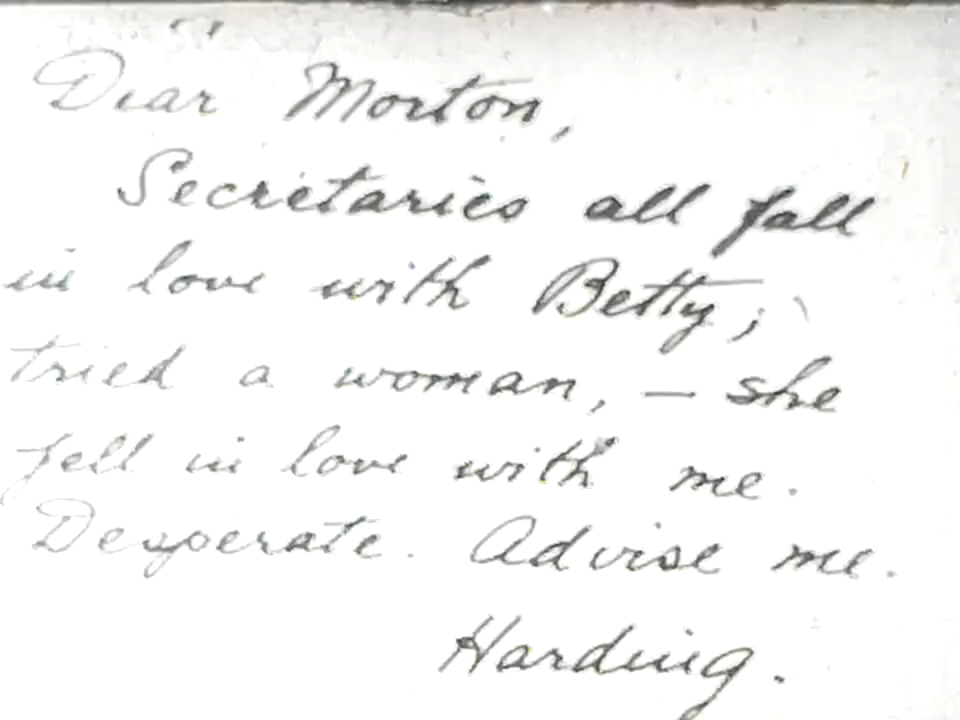 Dear Morton,
Secretaries all fall
in love with Betty;
tried a woman, — she
fell in love with me.
Desperate. Advise me.
Harding.